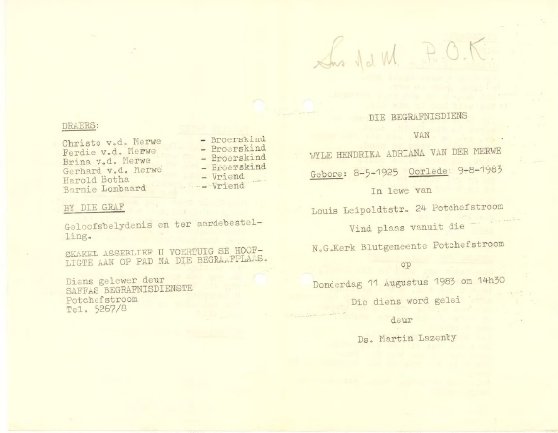 DRAERS:
Christo v.d. Merwe - Broerskind
Ferdie v.d. Merwe - Broerskind
Brina v.d. Merwe - Broerskind
Gerhard v.d. Merwe - Broerskind
Harold Botha - Vriend
Bernie Lombaard - Vriend
BY DIE GRAF
Geloofsbelydenis en ter aardebestel-
ling.
SKAKEL ASSEBLIEF U VOERTUIG SE HOOF-
LIGTE AAN OP PAD NA DIE BEGRAAFPLAAS.
Diens gelewer deur
SAFFAS BEGRAFNISDIENSTE
Potchefstroom
Tel. 5267/8
P.O.K.
DIE BEGRAFNISDIENS
VAN
WYLE HENDRIKA ADRIANA VAN DER MERWE
Gebore: 8-5-1925 Oorlede: 9-8-1983
In lewe van
Louis Leipoldtstr. 24 Potchefstroom
Vind plaas vanuit die
N.G.Kerk Blutgemeente Potchefstroom
op
Donderdag 11 Augustus 1983 om 14h30
Die diens word gelei
deur
Ds. Martin